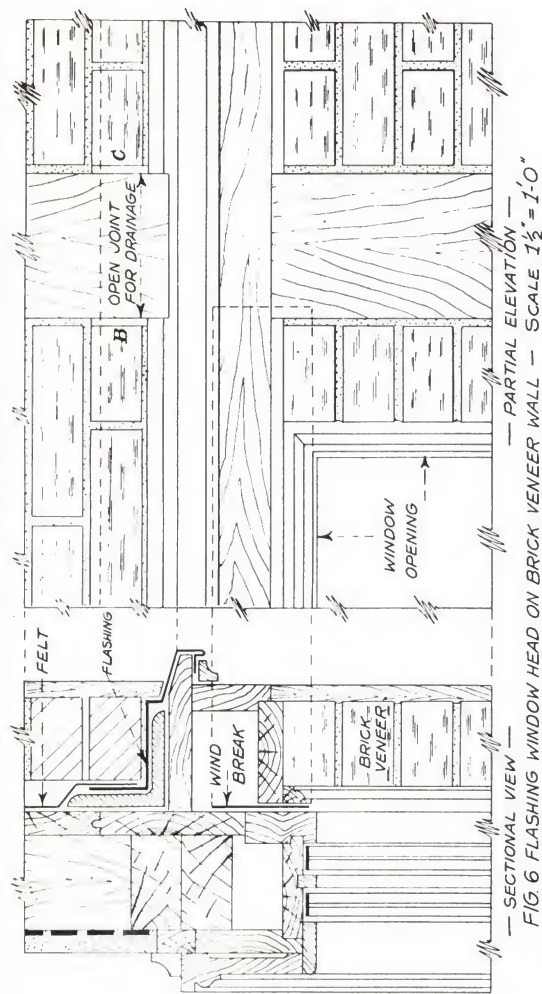 FELT
FLASHING
WIND
BREAK
BRICK
VENEER
B
OPEN JOINT
FOR DRAINAGE
C
WINDOW
OPENING
— SECTIONAL VIEW —
— PARTIAL ELEVATION —
FIG. 6 FLASHING WINDOW HEAD ON BRICK VENEER WALL — SCALE 1½" = 1'-0"